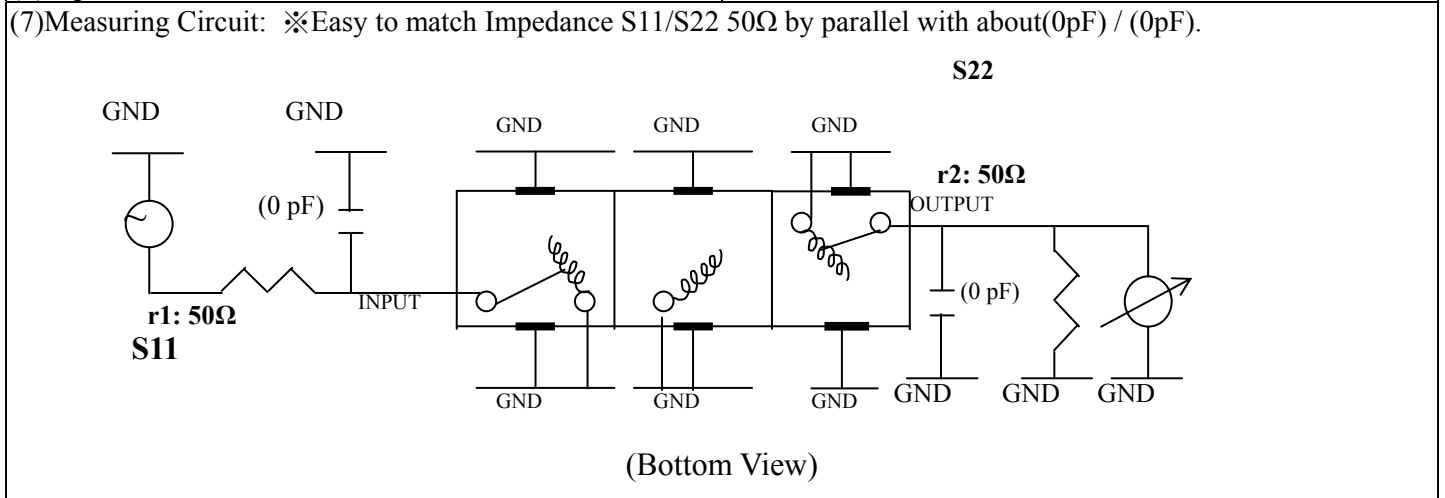 (7)Measuring Circuit: ※Easy to match Impedance S11/S22 50Ω by parallel with about(0pF) / (0pF).
S22
GND GND GND GND GND
r2: 50Ω
(0 pF) OUTPUT
(0 pF)
INPUT
r1: 50Ω
S11
GND GND GND GND GND GND
(Bottom View)